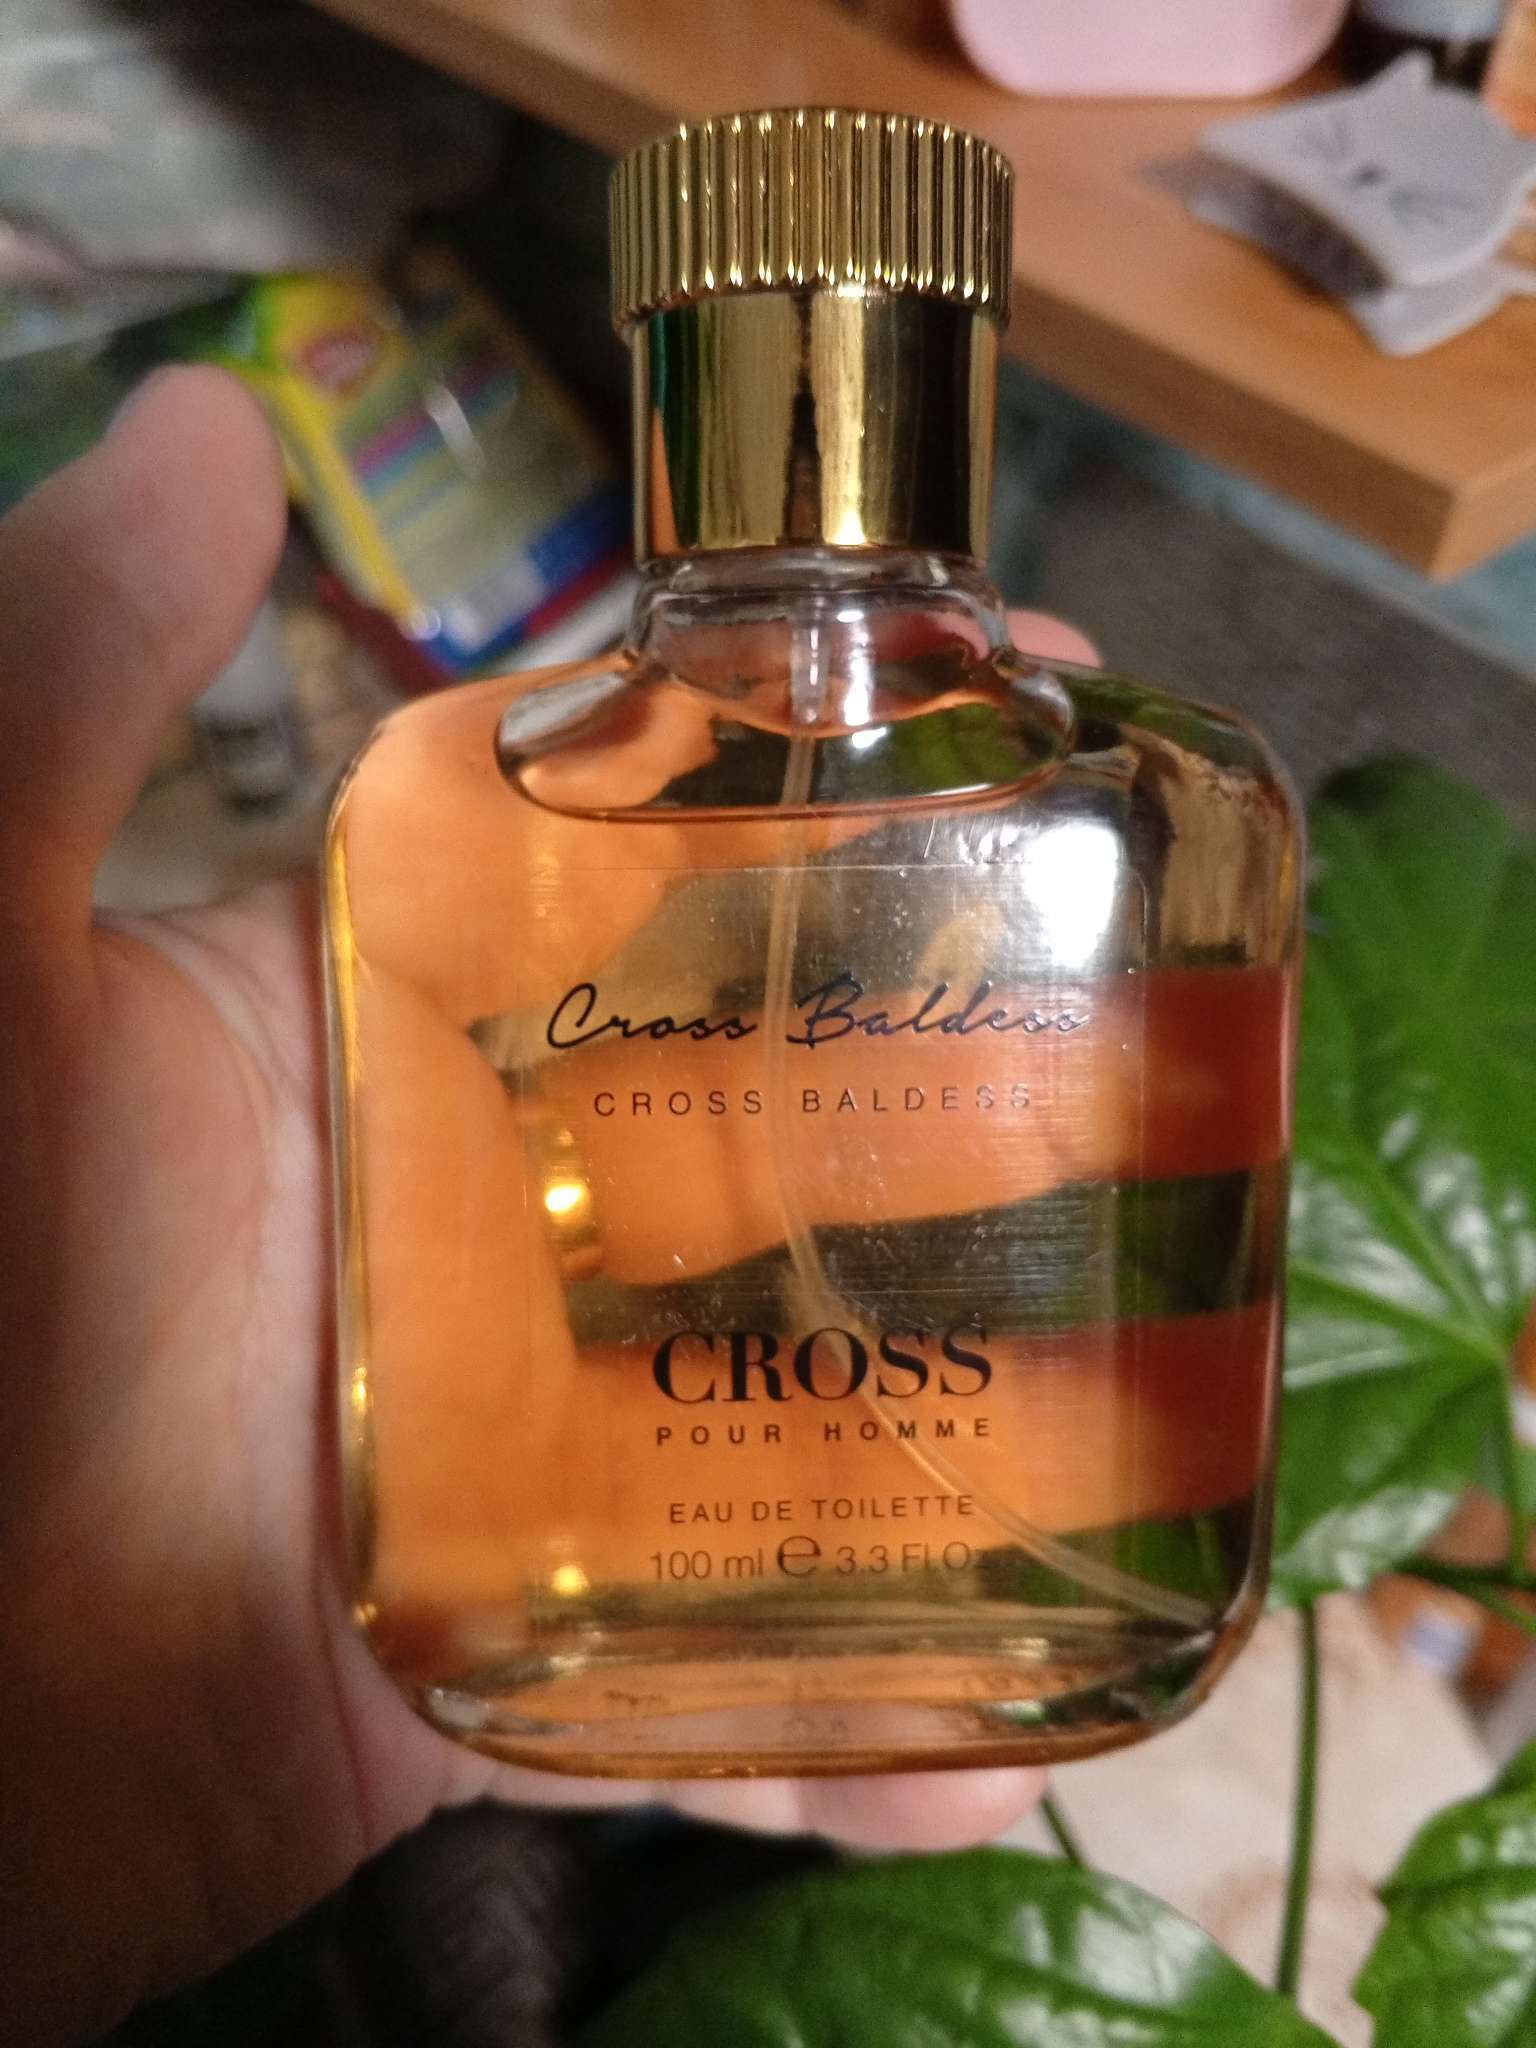 Cross Baldess
CROSS BALDESS
CROSS
POUR HOMME
EAU DE TOILETTE
100 ml ℮ 3.3 Fl.Oz